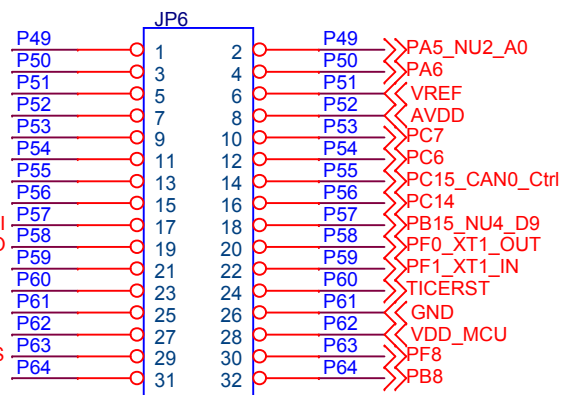 JP6
P49 1 2 P49 PA5_NU2_A0
P50 3 4 P50 PA6
P51 5 6 P51 VREF
P52 7 8 P52 AVDD
P53 9 10 P53 PC7
P54 11 12 P54 PC6
P55 13 14 P55 PC15_CAN0_Ctrl
P56 15 16 P56 PC14
P57 17 18 P57 PB15_NU4_D9
P58 19 20 P58 PF0_XT1_OUT
P59 21 22 P59 PF1_XT1_IN
P60 23 24 P60 TICERST
P61 25 26 P61 GND
P62 27 28 P62 VDD_MCU
P63 29 30 P63 PF8
P64 31 32 P64 PB8